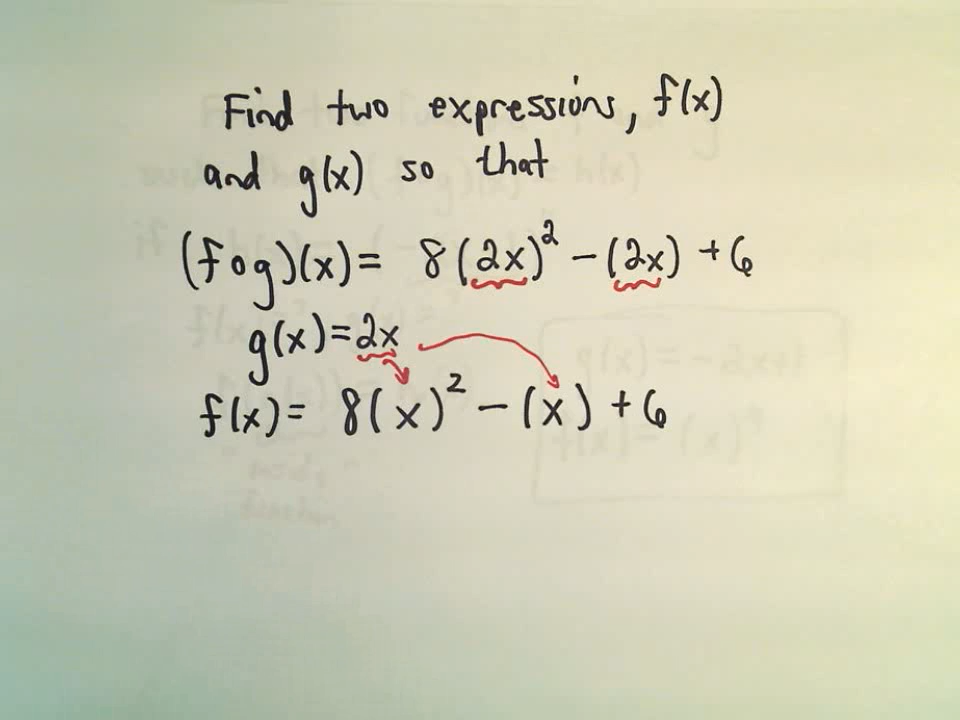 Find two expressions, f(x)
and g(x) so that
(f∘g)(x) = 8(2x)² - (2x) + 6
g(x) = 2x
f(x) = 8(x)² - (x) + 6